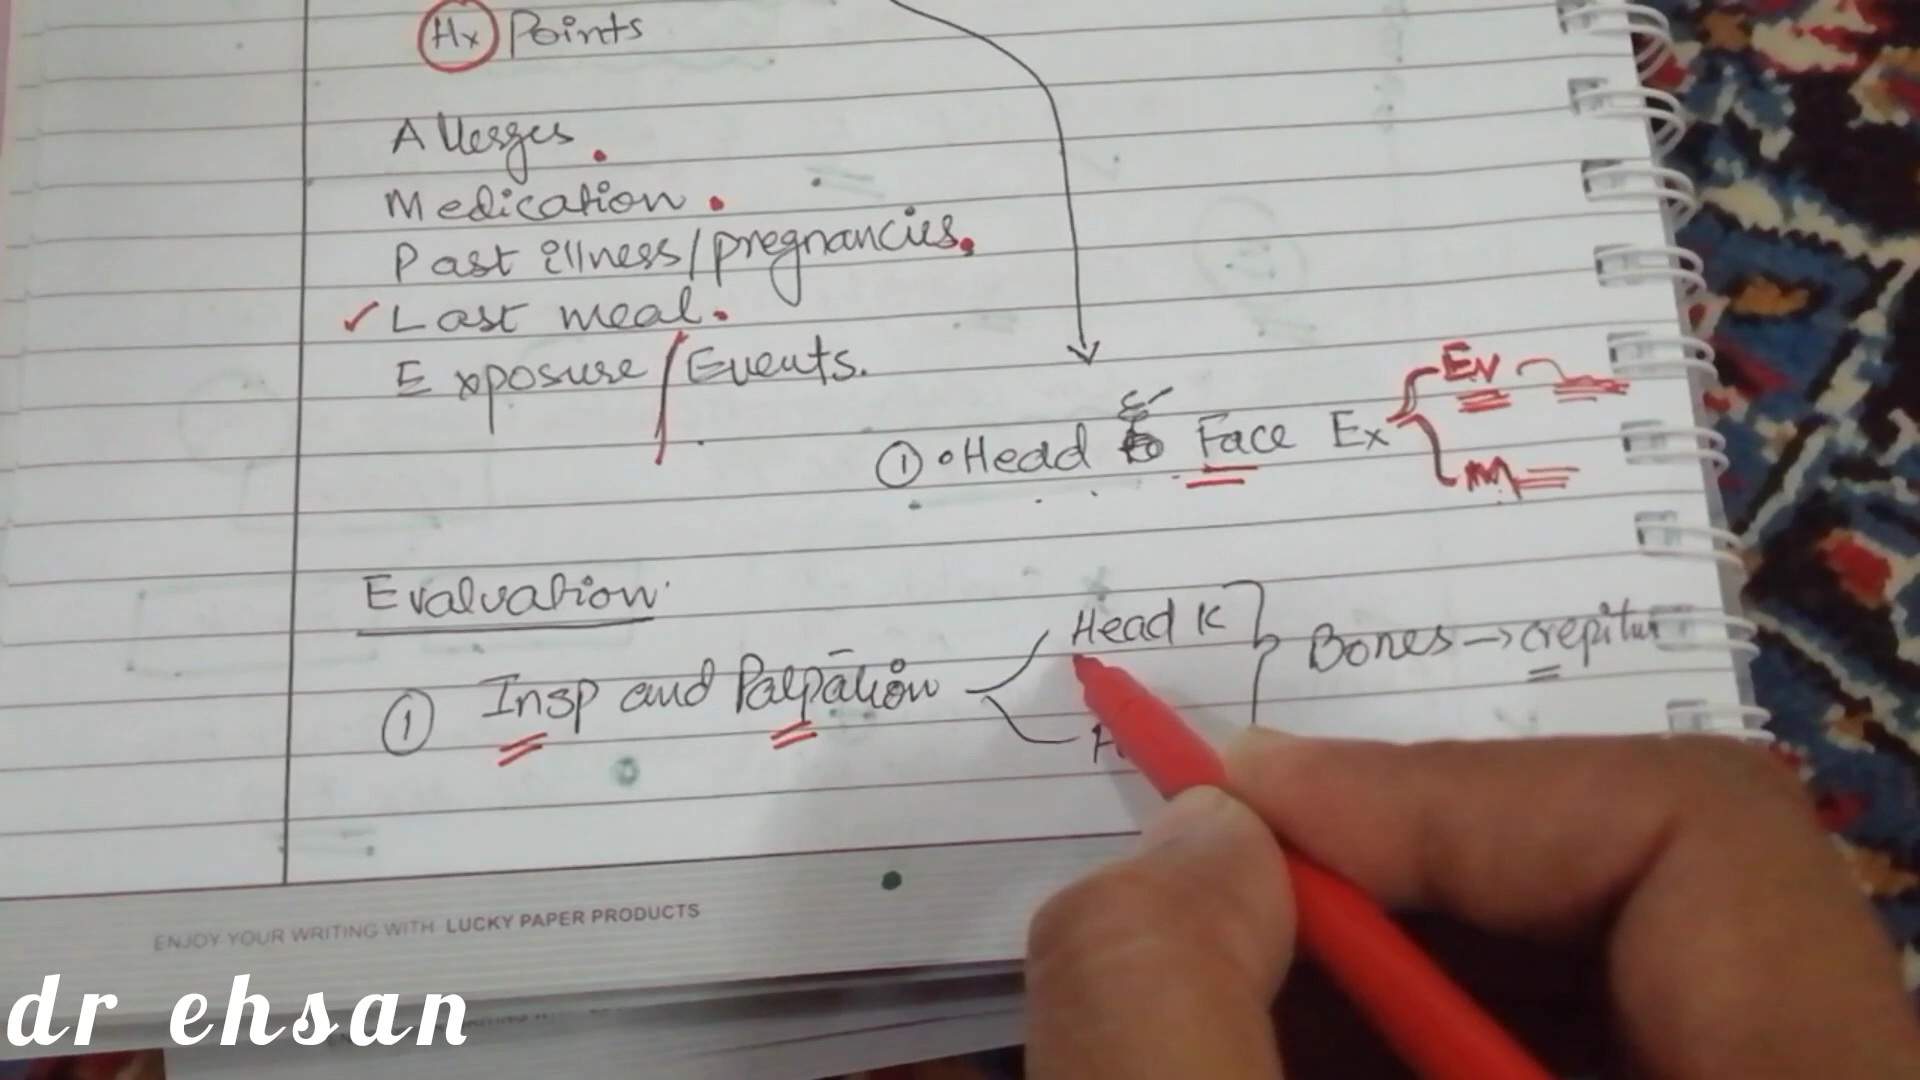 Hx Points
Allerges.
Medication.
Past illness/pregnancies.
✓ Last meal.
Exposure/Events.
① • Head Face Ex
Ev
M
Evaluation
① Insp and Palpation
Head K
Bones → crepitus
ENJOY YOUR WRITING WITH LUCKY PAPER PRODUCTS
dr ehsan